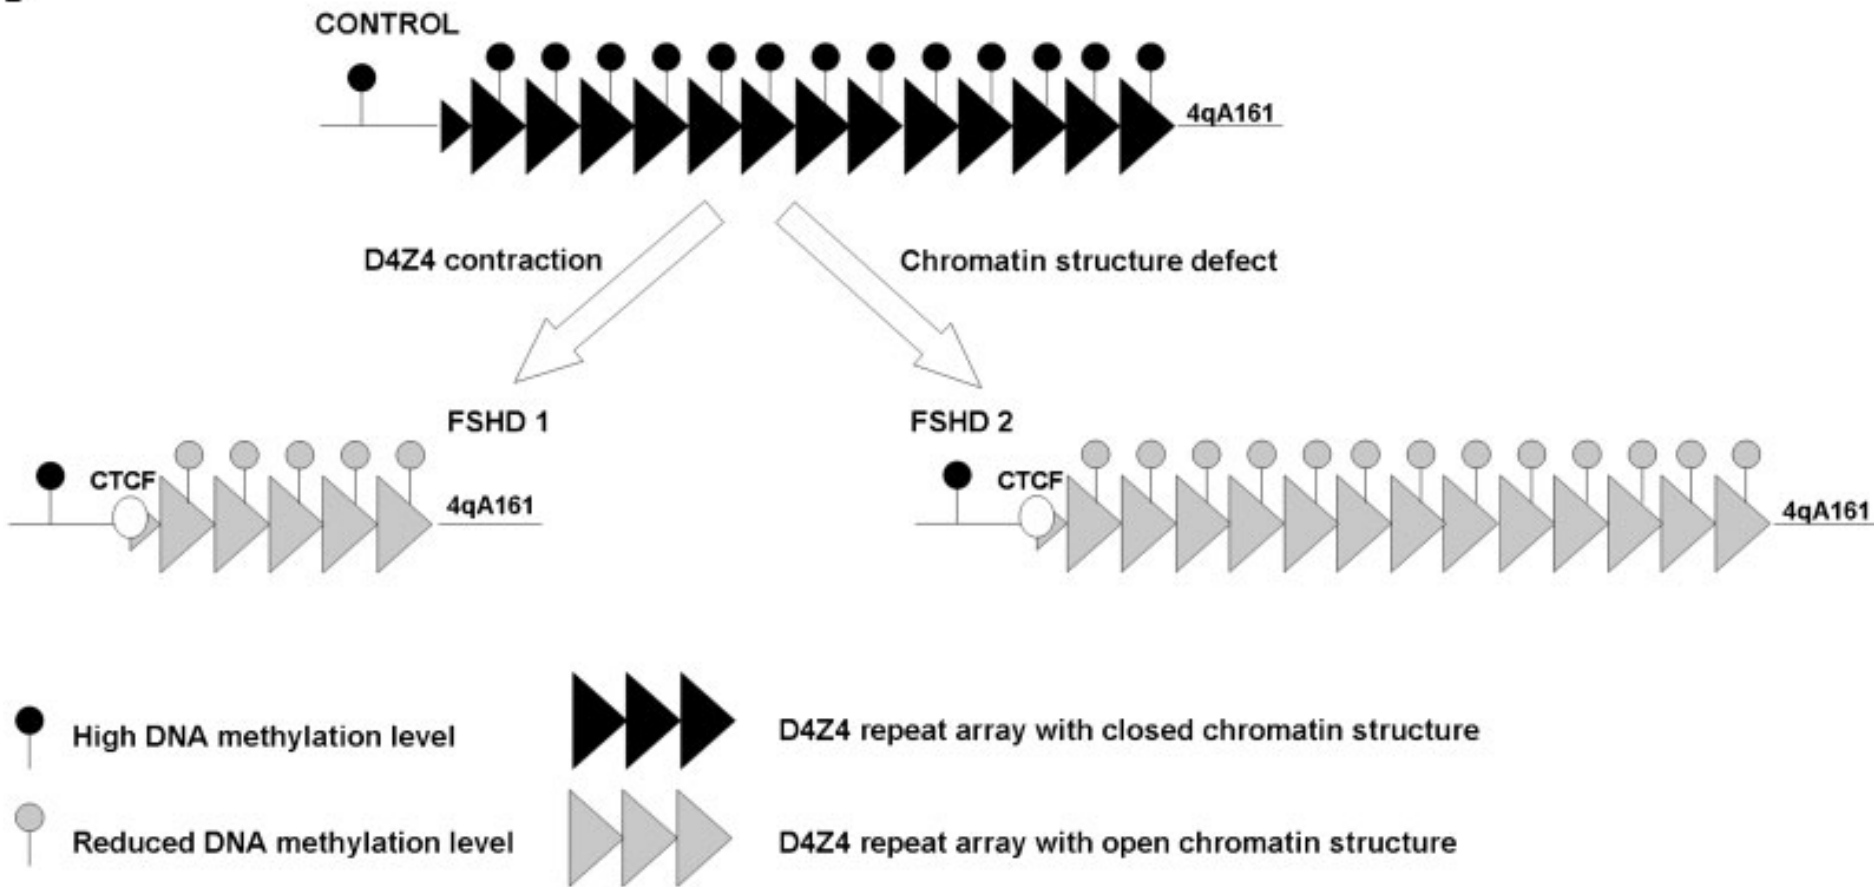 CONTROL
4qA161
D4Z4 contraction
Chromatin structure defect
FSHD 1
FSHD 2
CTCF
4qA161
CTCF
4qA161
High DNA methylation level
D4Z4 repeat array with closed chromatin structure
Reduced DNA methylation level
D4Z4 repeat array with open chromatin structure